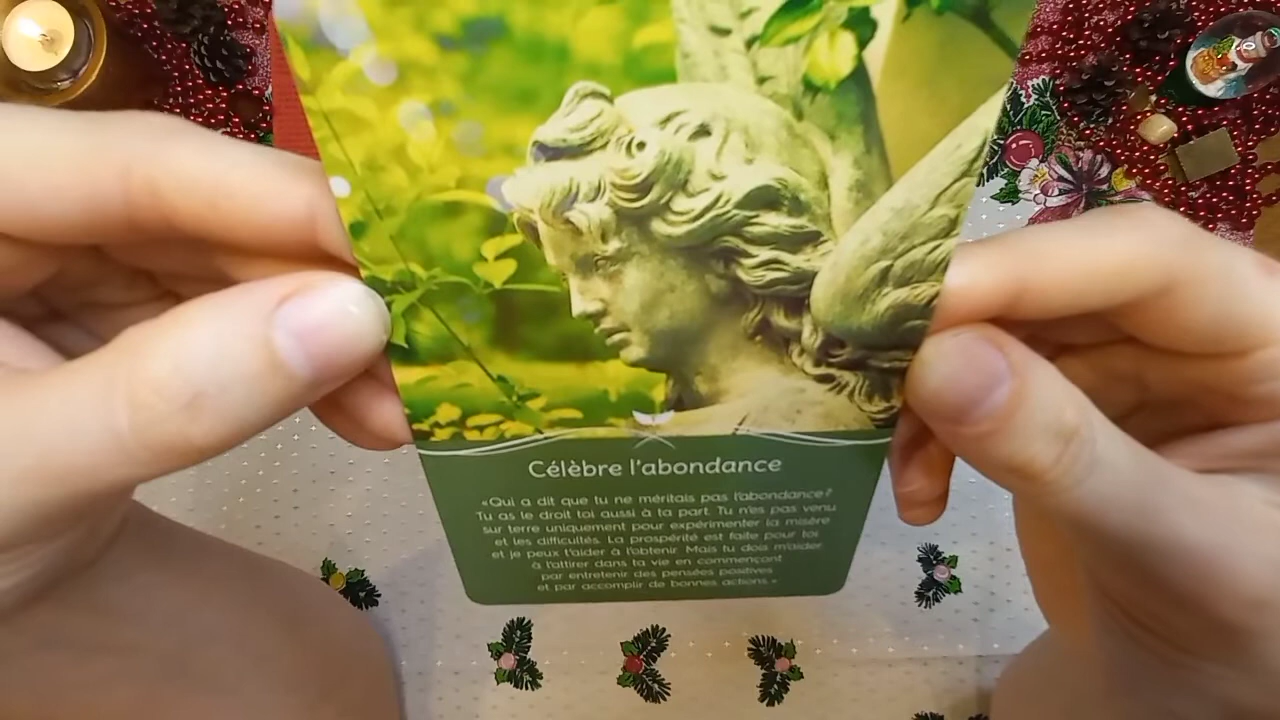 Célèbre l'abondance
«Qui a dit que tu ne méritais pas l'abondance?
Tu as le droit toi aussi à ta part. Tu n'es pas venu
sur terre uniquement pour expérimenter la misère
et les difficultés. La prospérité est faite pour toi
et je peux t'aider à l'obtenir. Mais tu dois m'aider
à l'attirer dans ta vie en commençant
par entretenir des pensées positives
et par accomplir de bonnes actions.»